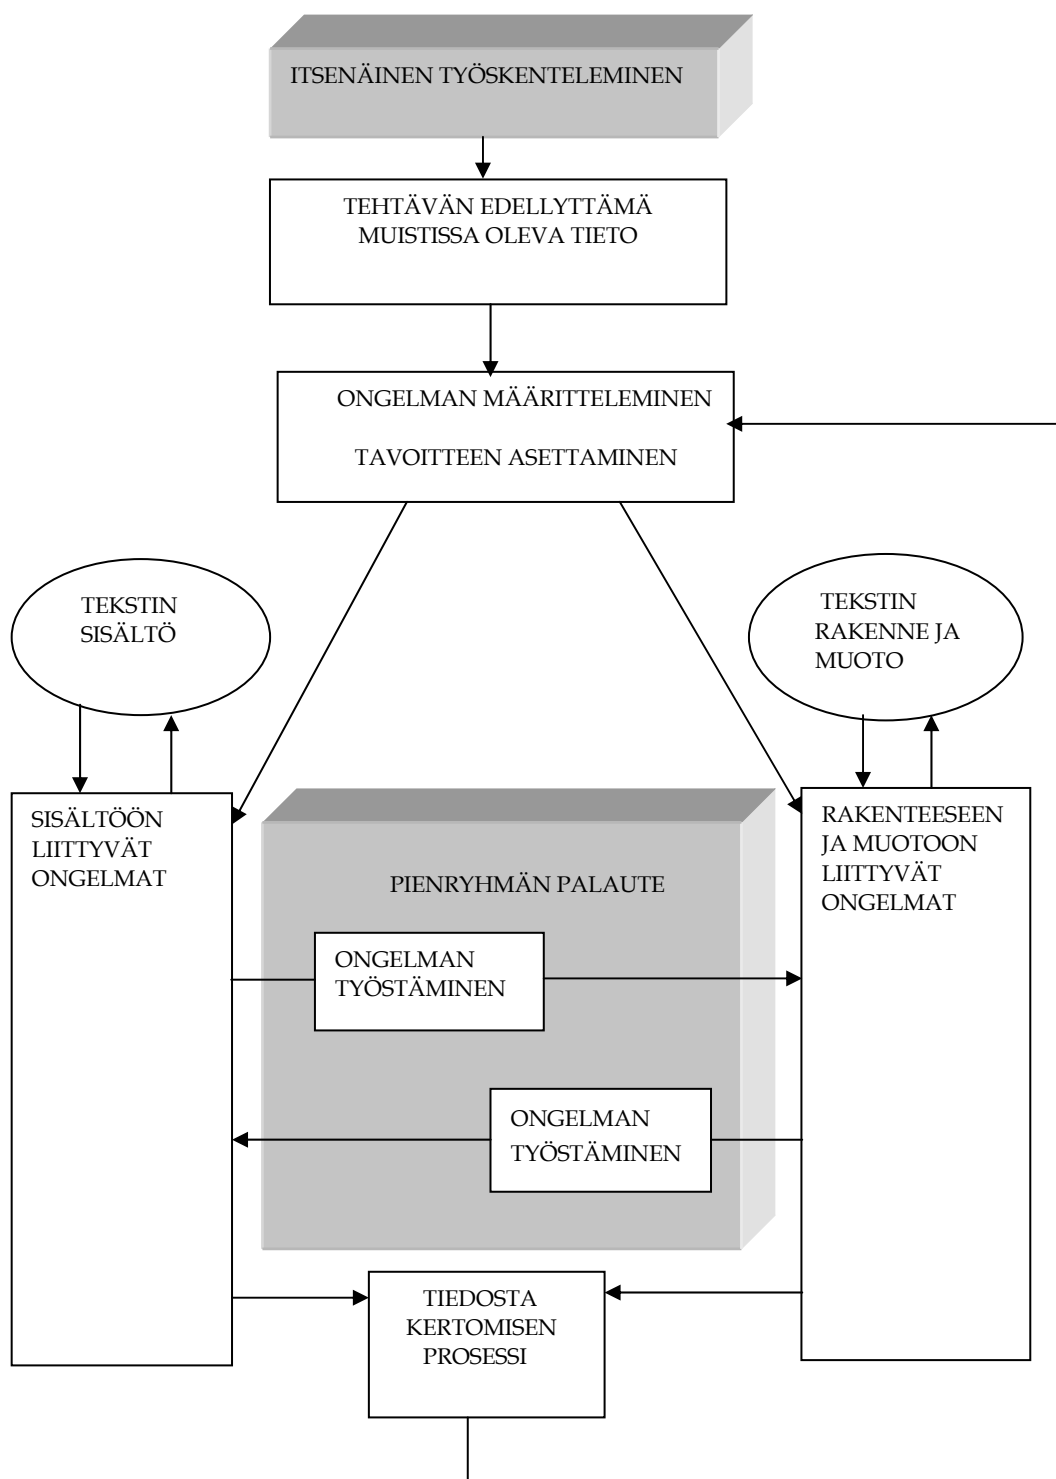 ITSENÄINEN TYÖSKENTELEMINEN
TEHTÄVÄN EDELLYTTÄMÄ
MUISTISSA OLEVA TIETO
ONGELMAN MÄÄRITTELEMINEN
TAVOITTEEN ASETTAMINEN
TEKSTIN
SISÄLTÖ
TEKSTIN
RAKENNE JA
MUOTO
SISÄLTÖÖN
LIITTYVÄT
ONGELMAT
PIENRYHMÄN PALAUTE
RAKENTEESEEN
JA MUOTOON
LIITTYVÄT
ONGELMAT
ONGELMAN
TYÖSTÄMINEN
ONGELMAN
TYÖSTÄMINEN
TIEDOSTA
KERTOMISEN
PROSESSI